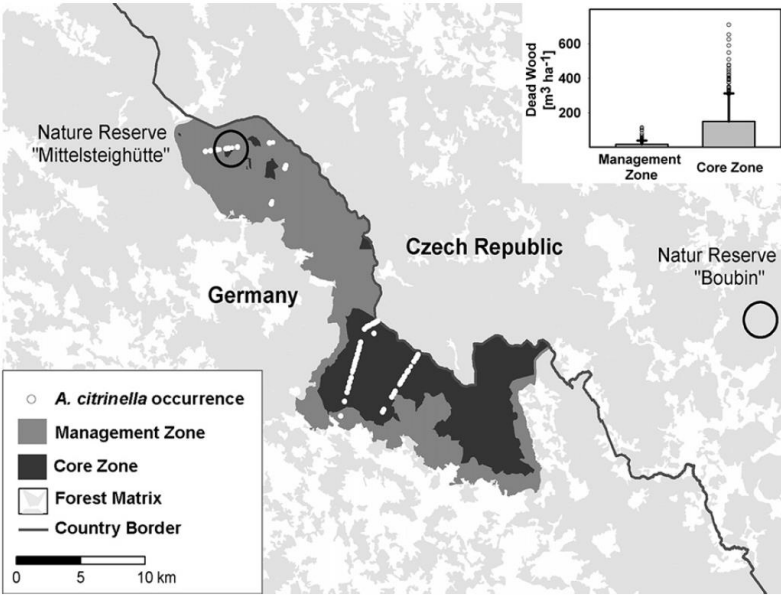 Dead Wood
[m³ ha⁻¹]
600
400
200
Management
Zone
Core Zone
Nature Reserve
"Mittelsteighütte"
Czech Republic
Natur Reserve
"Boubin"
Germany
A. citrinella occurrence
Management Zone
Core Zone
Forest Matrix
Country Border
0 5 10 km